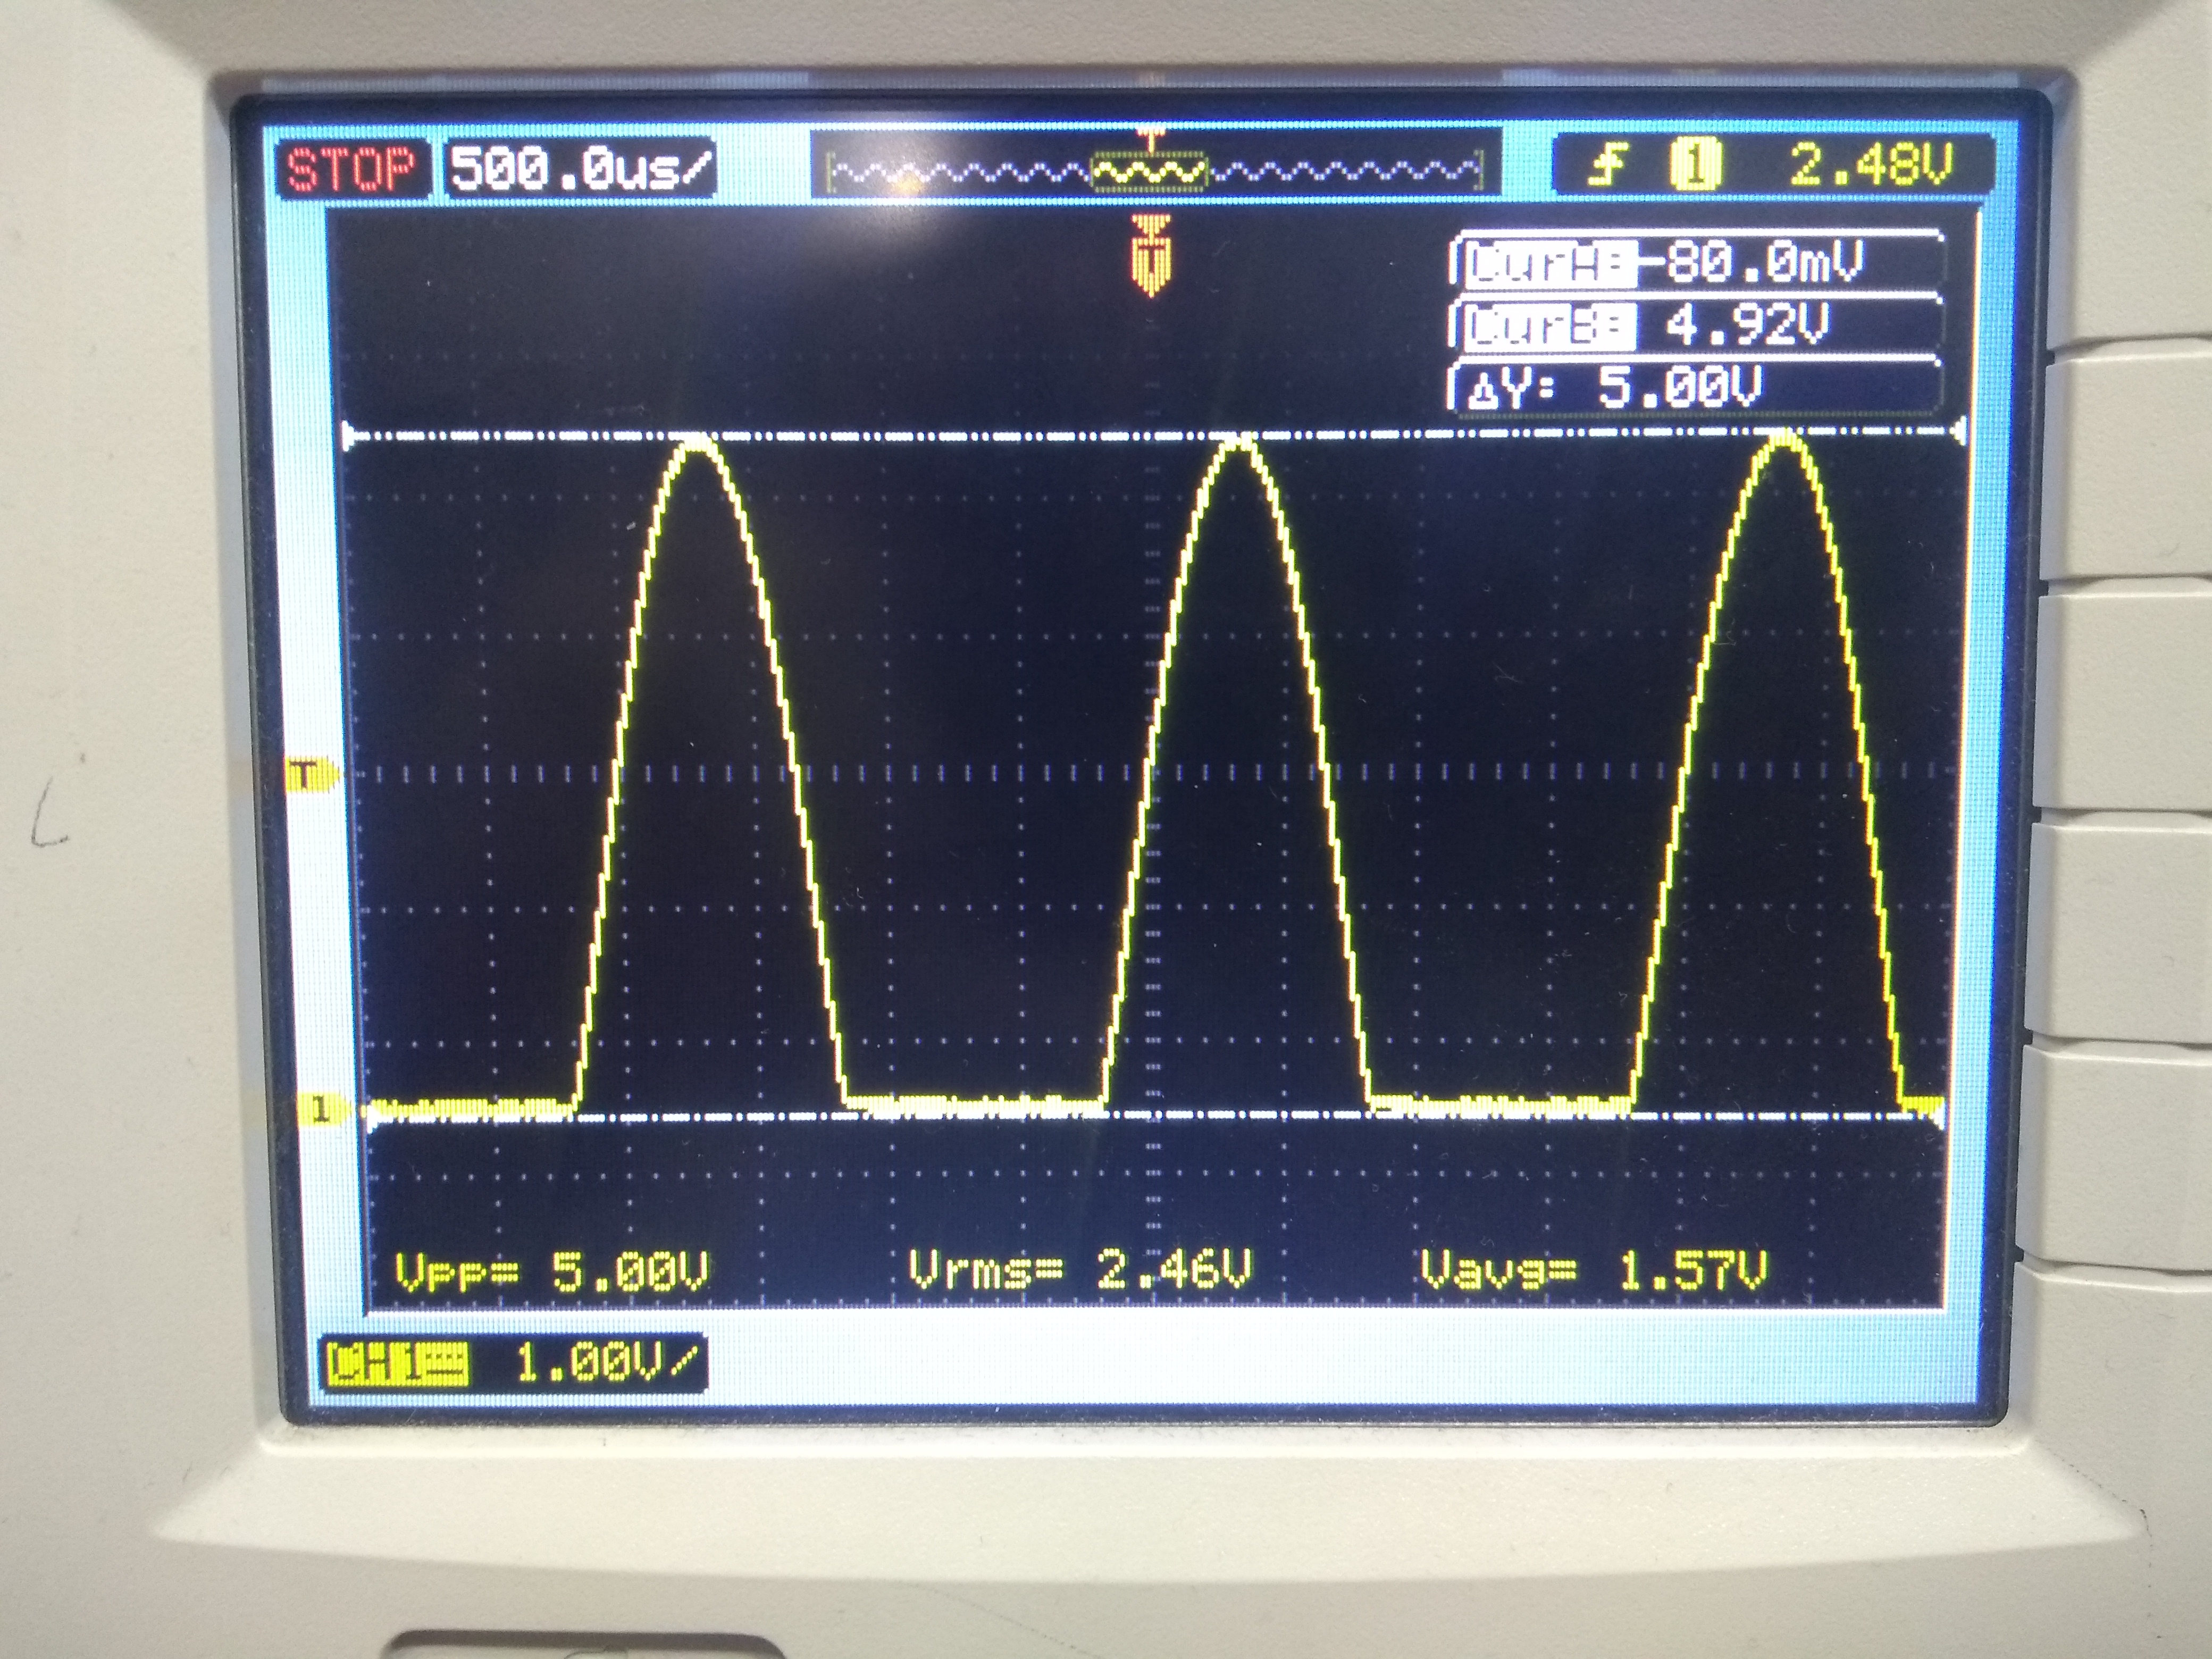 STOP 500.0us/ 1 2.48V
T
CurA: -80.0mV
CurB: 4.92V
ΔY: 5.00V
T
1
Vpp= 5.00V Vrms= 2.46V Vavg= 1.57V
CH1 1.00V/